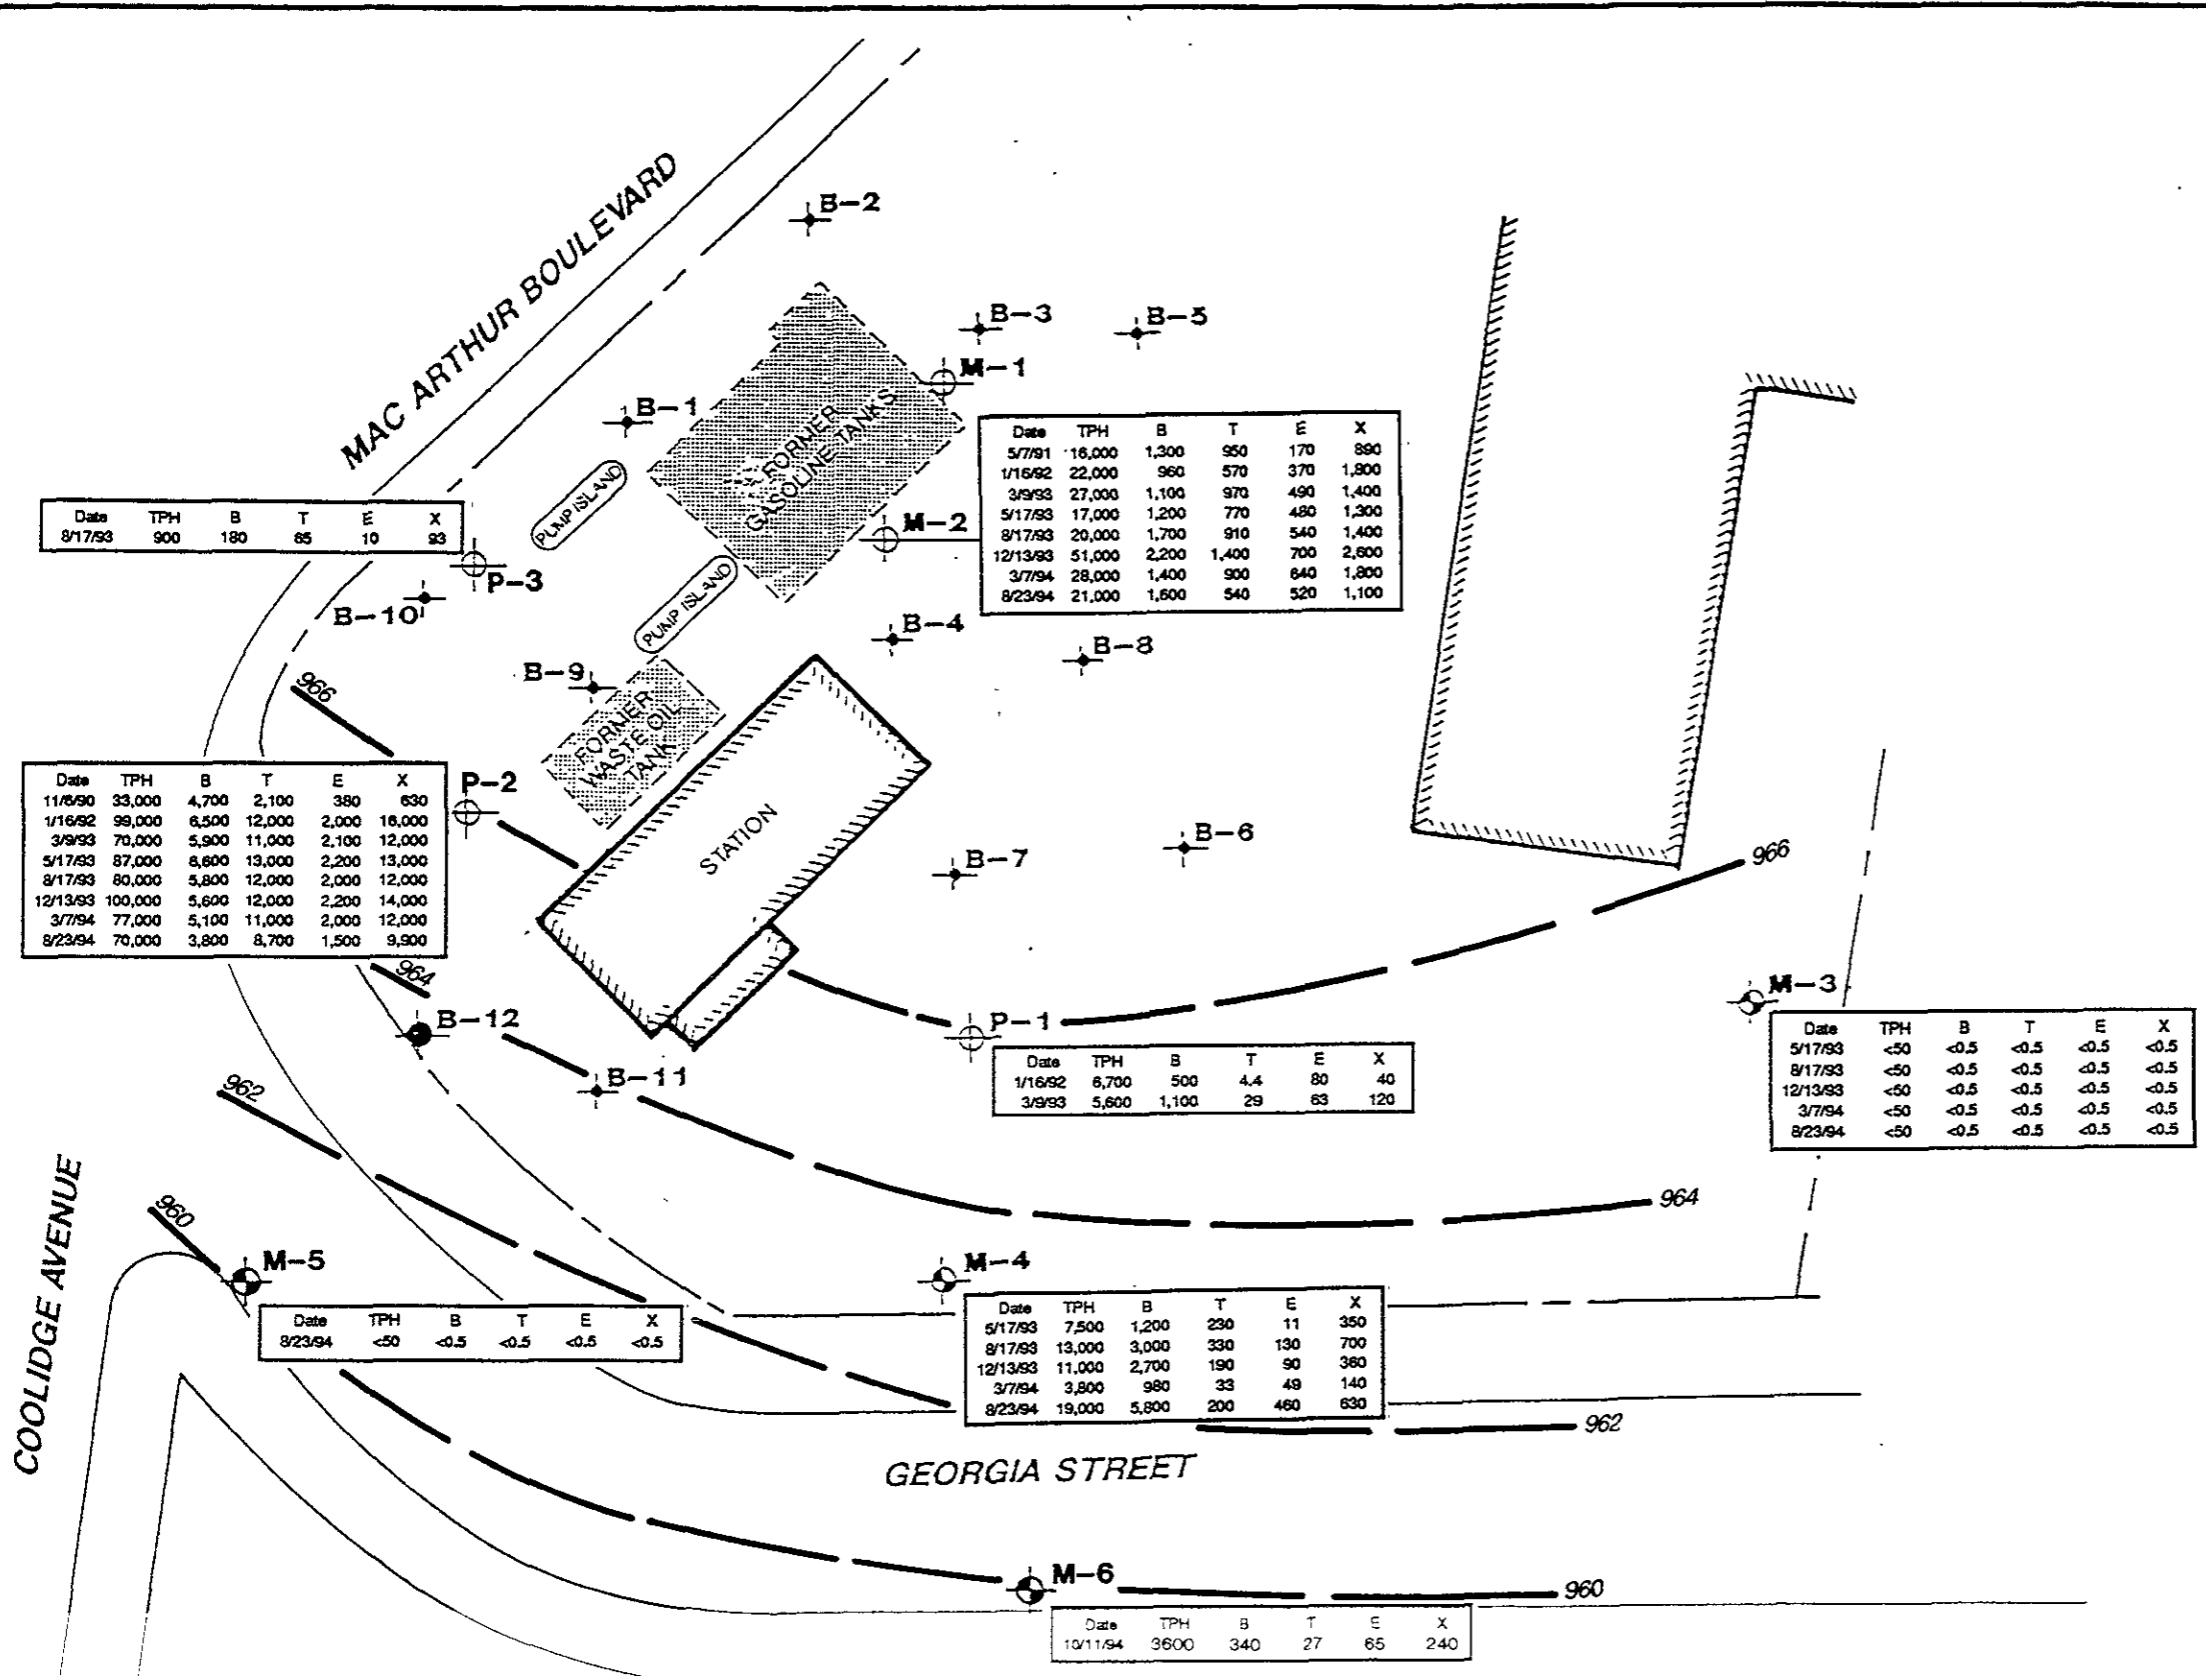 MAC ARTHUR BOULEVARD
B-2
B-3
B-5
M-1
B-1
FORMER
GASOLINE TANKS
PUMP ISLAND
Date TPH B T E X
5/7/91 16,000 1,300 950 170 890
1/16/92 22,000 960 570 370 1,800
3/9/93 27,000 1,100 970 490 1,400
5/17/93 17,000 1,200 770 480 1,300
8/17/93 20,000 1,700 910 540 1,400
12/13/93 51,000 2,200 1,400 700 2,600
3/7/94 28,000 1,400 900 640 1,800
8/23/94 21,000 1,600 540 520 1,100
M-2
Date TPH B T E X
8/17/93 900 180 65 10 93
P-3
B-10
PUMP ISLAND
B-4
B-8
B-9
FORMER
WASTE OIL
TANK
966
P-2
Date TPH B T E X
11/6/90 33,000 4,700 2,100 380 630
1/16/92 99,000 6,500 12,000 2,000 16,000
3/9/93 70,000 5,900 11,000 2,100 12,000
5/17/93 87,000 8,600 13,000 2,200 13,000
8/17/93 80,000 5,800 12,000 2,000 12,000
12/13/93 100,000 5,600 12,000 2,200 14,000
3/7/94 77,000 5,100 11,000 2,000 12,000
8/23/94 70,000 3,800 8,700 1,500 9,900
STATION
B-7
B-6
966
964
B-12
B-11
P-1
Date TPH B T E X
1/16/92 6,700 500 4.4 80 40
3/9/93 5,600 1,100 29 63 120
M-3
Date TPH B T E X
5/17/93 <50 <0.5 <0.5 <0.5 <0.5
8/17/93 <50 <0.5 <0.5 <0.5 <0.5
12/13/93 <50 <0.5 <0.5 <0.5 <0.5
3/7/94 <50 <0.5 <0.5 <0.5 <0.5
8/23/94 <50 <0.5 <0.5 <0.5 <0.5
962
964
COOLIDGE AVENUE
960
M-5
Date TPH B T E X
8/23/94 <50 <0.5 <0.5 <0.5 <0.5
M-4
Date TPH B T E X
5/17/93 7,500 1,200 230 11 350
8/17/93 13,000 3,000 330 130 700
12/13/93 11,000 2,700 190 90 360
3/7/94 3,800 980 33 49 140
8/23/94 19,000 5,800 200 460 630
962
GEORGIA STREET
M-6
960
Date TPH B T E X
10/11/94 3600 340 27 65 240